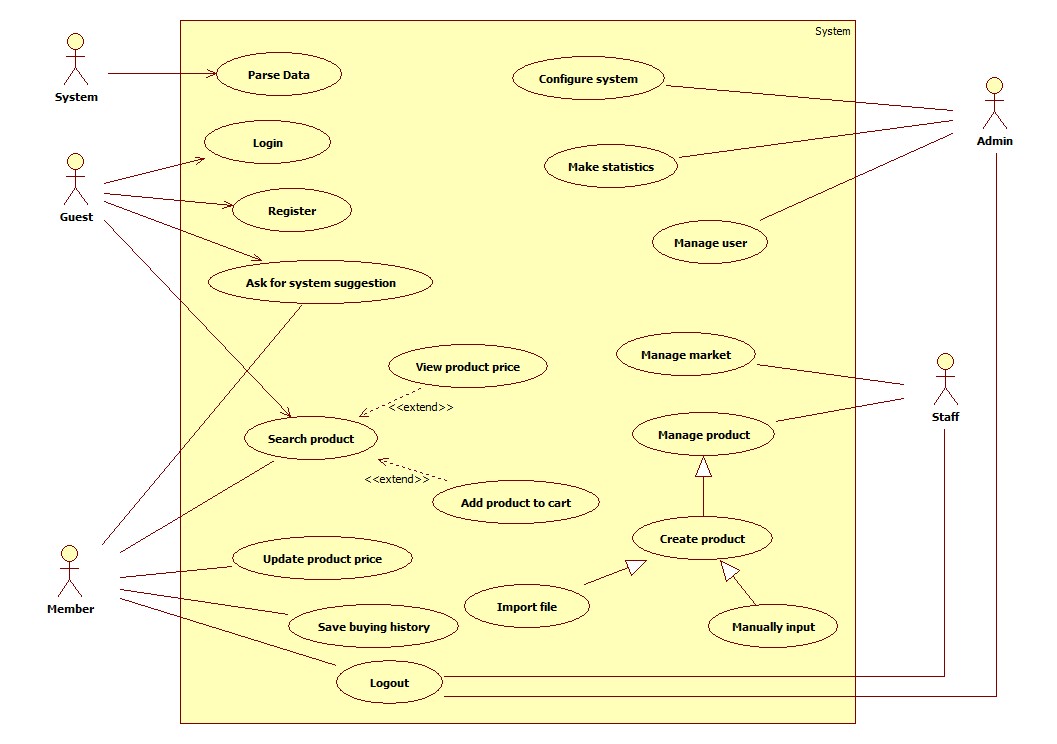 System
System
Parse Data
Configure system
Admin
Login
Make statistics
Guest
Register
Manage user
Ask for system suggestion
Manage market
View product price
Staff
<<extend>>
Search product
Manage product
<<extend>>
Add product to cart
Create product
Update product price
Member
Import file
Save buying history
Manually input
Logout